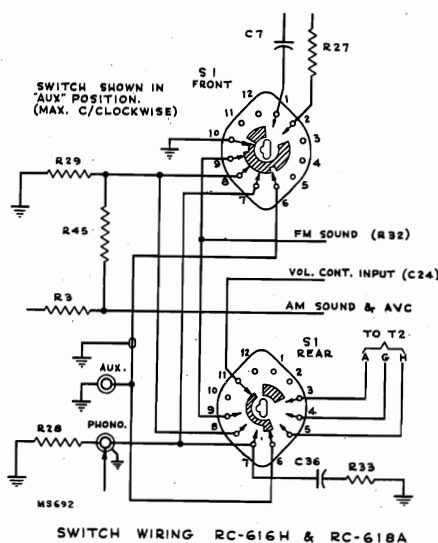 C7
R27
S1
FRONT
SWITCH SHOWN IN
"AUX" POSITION.
(MAX. C/CLOCKWISE)
12
1
11
2
10
3
9
4
8
5
7
6
R29
R45
FM SOUND (R32)
VOL. CONT. INPUT (C24)
R3
AM SOUND & AVC
S1
REAR
TO T2
A G H
12
1
11
2
10
3
9
4
8
5
7
6
AUX.
PHONO.
R28
C36
R33
MS692
SWITCH WIRING RC-616H & RC-618A